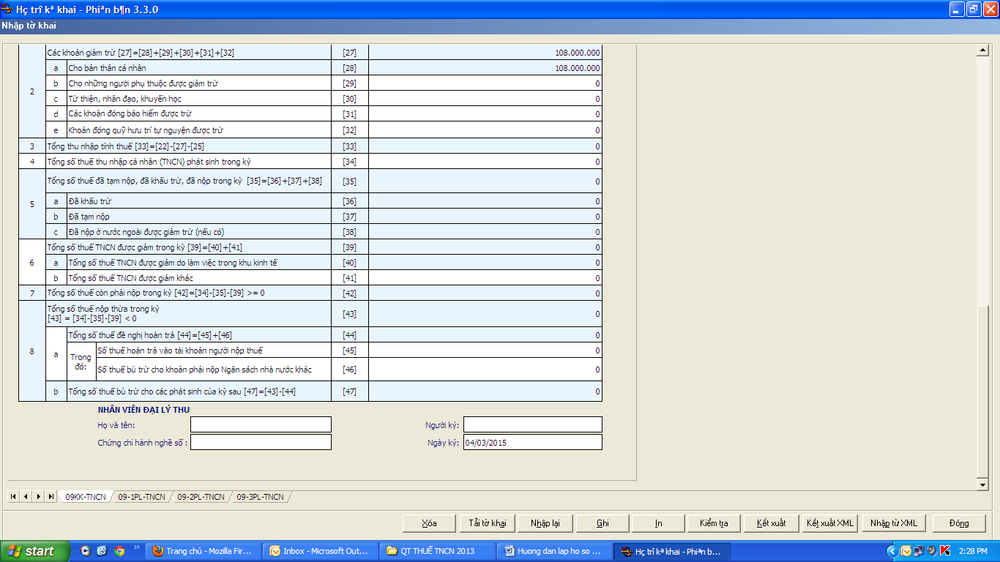 Hç trî kª khai - Phiªn b¶n 3.3.0
Nhập tờ khai
2
Các khoản giảm trừ [27]=[28]+[29]+[30]+[31]+[32] [27] 108.000.000
a Cho bản thân cá nhân [28] 108.000.000
b Cho những người phụ thuộc được giảm trừ [29] 0
c Từ thiện, nhân đạo, khuyến học [30] 0
d Các khoản đóng bảo hiểm được trừ [31] 0
e Khoản đóng quỹ hưu trí tự nguyện được trừ [32] 0
3 Tổng thu nhập tính thuế [33]=[22]-[27]-[25] [33] 0
4 Tổng số thuế thu nhập cá nhân (TNCN) phát sinh trong kỳ [34] 0
5
Tổng số thuế đã tạm nộp, đã khấu trừ, đã nộp trong kỳ [35]=[36]+[37]+[38] [35] 0
a Đã khấu trừ [36] 0
b Đã tạm nộp [37] 0
c Đã nộp ở nước ngoài được giảm trừ (nếu có) [38] 0
6
Tổng số thuế TNCN được giảm trong kỳ [39]=[40]+[41] [39] 0
a Tổng số thuế TNCN được giảm do làm việc trong khu kinh tế [40] 0
b Tổng số thuế TNCN được giảm khác [41] 0
7 Tổng số thuế còn phải nộp trong kỳ [42]=[34]-[35]-[39] >= 0 [42] 0
8
Tổng số thuế nộp thừa trong kỳ
[43] = [34]-[35]-[39] < 0 [43] 0
a
Tổng số thuế đề nghị hoàn trả [44]=[45]+[46] [44] 0
Trong đó:
Số thuế hoàn trả vào tài khoản người nộp thuế [45] 0
Số thuế bù trừ cho khoản phải nộp Ngân sách nhà nước khác [46] 0
b Tổng số thuế bù trừ cho các phát sinh của kỳ sau [47]=[43]-[44] [47] 0
NHÂN VIÊN ĐẠI LÝ THU
Họ và tên: Người ký:
Chứng chỉ hành nghề số : Ngày ký: 04/03/2015
09KK-TNCN 09-1PL-TNCN 09-2PL-TNCN 09-3PL-TNCN
Xóa Tải tờ khai Nhập lại Ghi In Kiểm tra Kết xuất Kết xuất XML Nhập từ XML Đóng
start Trang chủ - Mozilla Fir... Inbox - Microsoft Out... QT THUẾ TNCN 2013 Huong dan lap ho so ... Hç trî kª khai - Phiªn b... 2:28 PM